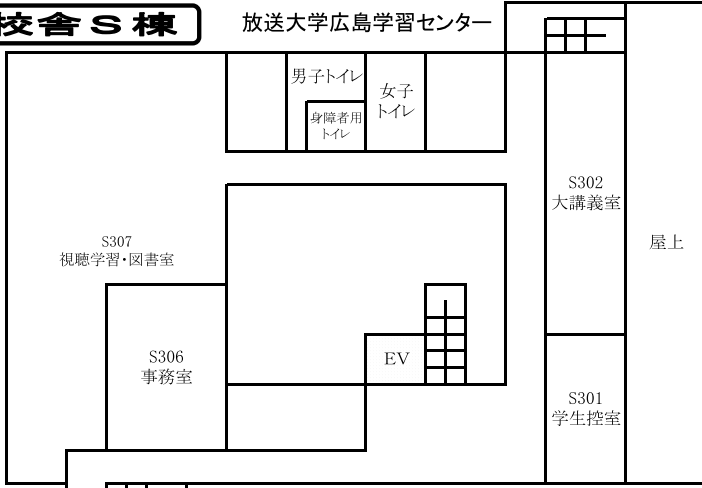 校舎S棟
放送大学広島学習センター
男子トイレ
女子
トイレ
身障者用
トイレ
S302
大講義室
屋上
S307
視聴学習・図書室
S306
事務室
EV
S301
学生控室